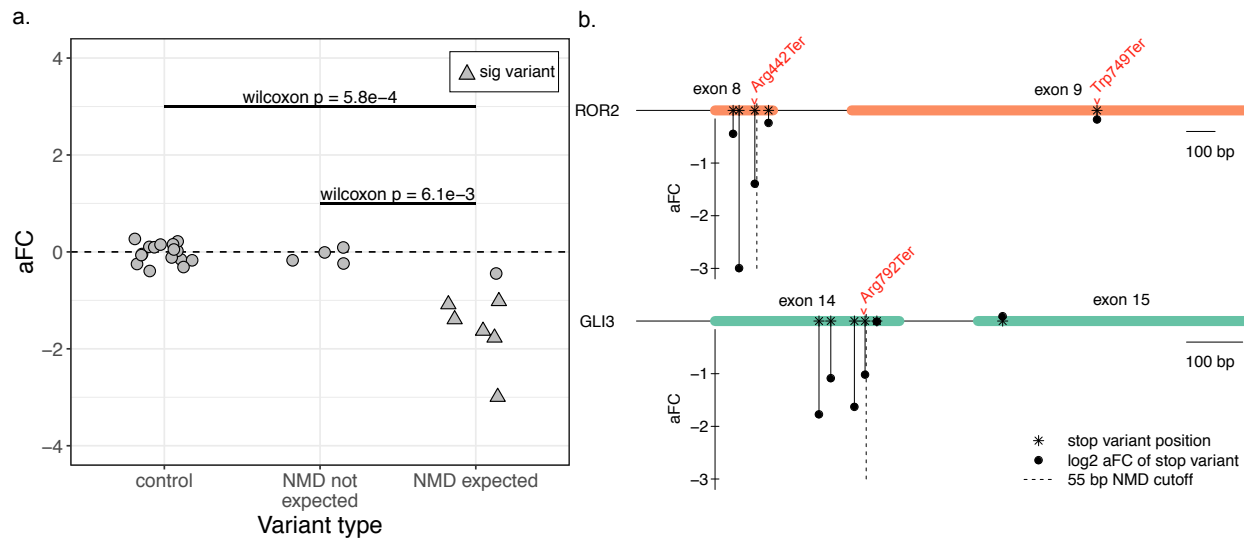 a.
aFC
4
2
0
−2
−4
sig variant
wilcoxon p = 5.8e−4
wilcoxon p = 6.1e−3
control
NMD not
expected
NMD expected
Variant type
b.
Arg442Ter
Trp749Ter
exon 8
exon 9
ROR2
100 bp
−1
−2
−3
aFC
Arg792Ter
exon 14
exon 15
GLI3
100 bp
−1
−2
−3
aFC
stop variant position
log2 aFC of stop variant
55 bp NMD cutoff